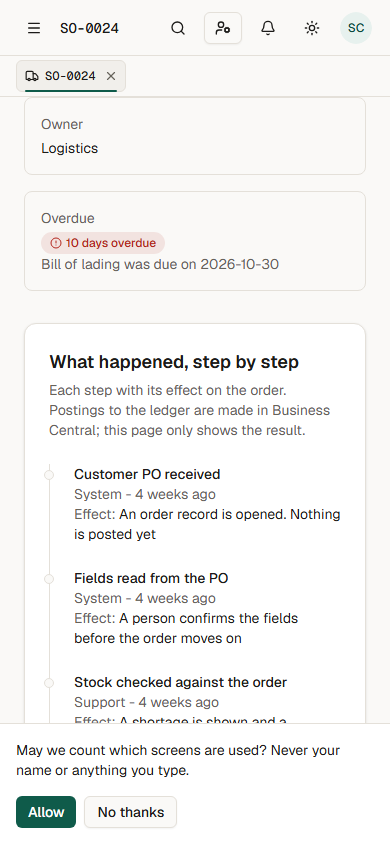 SO-0024
SC
SO-0024
Owner
Logistics
Overdue
10 days overdue
Bill of lading was due on 2026-10-30
What happened, step by step
Each step with its effect on the order.
Postings to the ledger are made in Business
Central; this page only shows the result.
Customer PO received
System - 4 weeks ago
Effect: An order record is opened. Nothing
is posted yet
Fields read from the PO
System - 4 weeks ago
Effect: A person confirms the fields
before the order moves on
Stock checked against the order
Support - 4 weeks ago
Effect: A shortage is shown and a
May we count which screens are used? Never your
name or anything you type.
Allow
No thanks